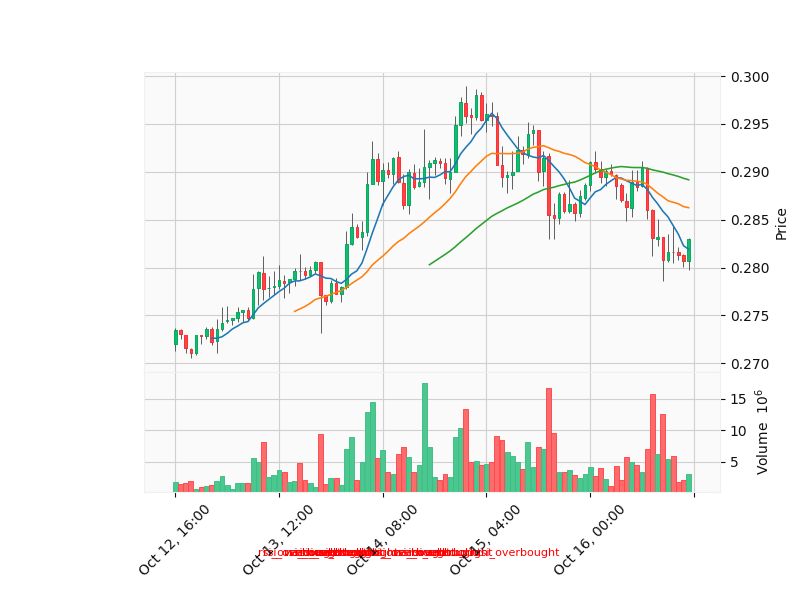 0.300
0.295
0.290
0.285
0.280
0.275
0.270
Price
15
10
5
Volume 10⁶
Oct 12, 16:00
Oct 13, 12:00
Oct 14, 08:00
Oct 15, 04:00
Oct 16, 00:00
overbought